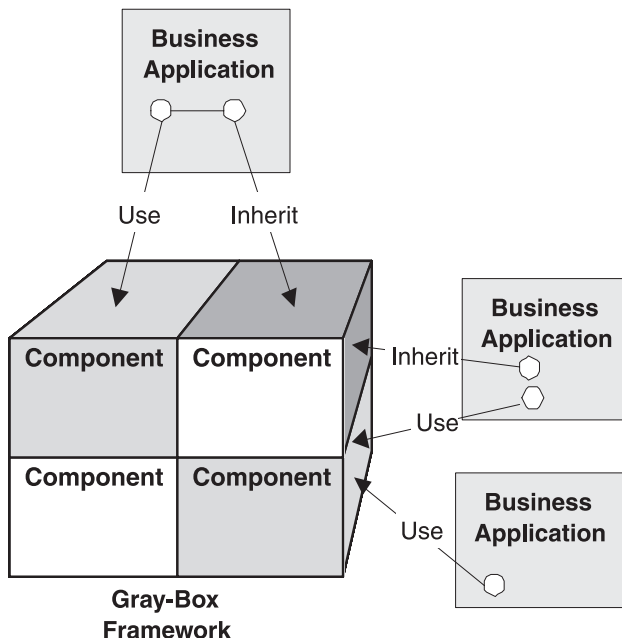 Business
Application
Use
Inherit
Component
Component
Component
Component
Gray-Box
Framework
Business
Application
Inherit
Use
Business
Application
Use